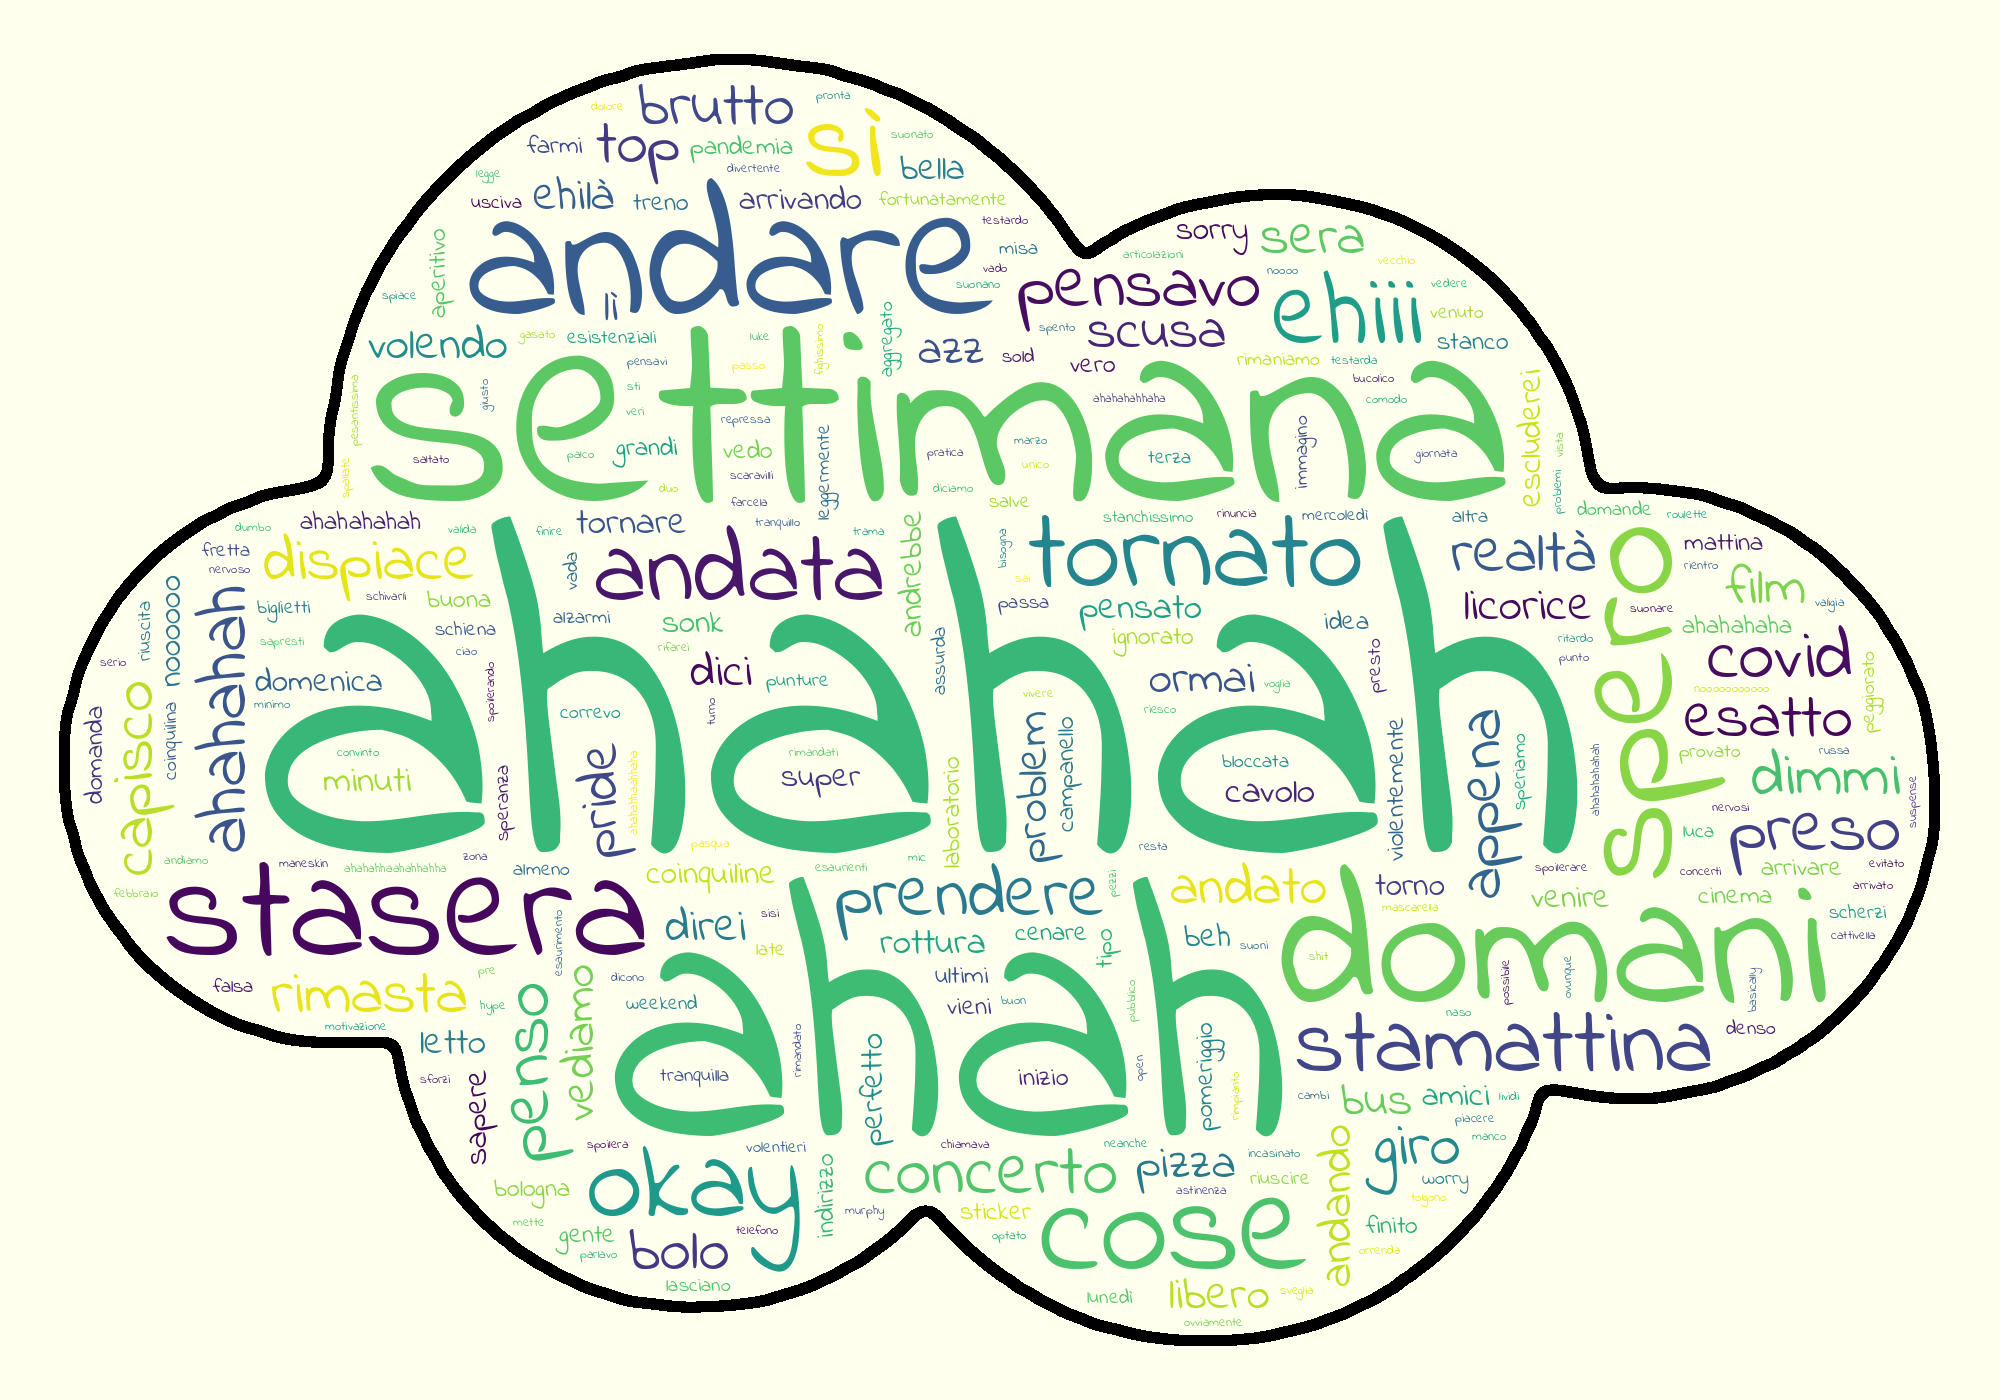 dolore
brutto
pronta
farmi
top
pandemia
sì
suonato
divertente
bella
legge
usciva
ehilà
treno
arrivando
fortunatamente
testardo
andare
lì
misa
vado
suonano
aperitivo
spiace
sorry
sera
articolazioni
vecchio
pensavo
noooo
ehiii
vedere
venuto
spento
scusa
stanco
volendo
gasato
esistenziali
luke
fighissimo
aggregato
azz
sold
vero
rimaniamo
testarda
pensavi
passo
bucolico
pesantissima
giusto
sti
veri
repressa
ahahahahhaha
comodo
escluderei
settimana
saltato
palco
grandi
vedo
scaravilli
leggermente
pratica
marzo
unico
terza
immagino
giornata
vista
problemi
spaiate
duo
farcela
diciamo
salve
dumbo
ahahahahah
valida
finire
tornare
tranquillo
trama
stanchissimo
rinuncia
mercoledì
altra
domande
roulette
fretta
dispiace
nervoso
schivarli
vada
andata
andrebbe
bisogna
sai
tornato
realtà
mattina
rientro
film
valigia
biglietti
buona
alzarmi
passa
pensato
licorice
suonare
sapresti
schiena
sonk
ignorato
idea
ahahahaha
riuscita
nooooooo
ahahahahah
ciao
rifarei
assurda
ritardo
serio
domenica
dici
punture
ormai
voglia
presto
punto
covid
minimo
spoilerando
correvo
turno
vivere
riesco
nooooooooooo
peggiorato
domanda
capisco
coinquilina
ahahah
problem
campanello
violentemente
appena
speriamo
spero
esatto
convinto
minuti
pride
rimandati
super
bloccata
cavolo
provato
russa
dimmi
suspense
speranza
ahahahhaahhaha
laboratorio
ahahahahah
nervosi
luca
preso
andiamo
maneskin
ahahahhaahahhahha
zona
almeno
pasqua
coinquiline
esaurienti
mic
resta
spoilerare
concerti
arrivare
evitato
febbraio
stasera
prendere
pezzi
andato
torno
venire
cinema
arrivato
mascarella
scherzi
sisi
direi
late
rottura
cenare
tipo
beh
suoni
cattivella
esaurimento
domani
shit
falsa
rimasta
pre
hype
dicono
weekend
ultimi
vieni
buon
pubblico
possibile
ovunque
basically
motivazione
penso
vediamo
ahah
naso
stamattina
denso
letto
rimandato
perfetto
open
pomeriggio
sforzi
sapere
tranquilla
inizio
rimpianto
cambi
bus
amici
lividi
piacere
manco
spoilera
volentieri
chiamava
neanche
incasinato
andando
giro
bologna
okay
indirizzo
concerto
pizza
astinenza
riuscire
worry
tolgono
mette
murphy
sticker
cose
finito
gente
telefono
parlavo
bolo
optato
orrenda
lasciano
lunedì
libero
sveglia
ovviamente